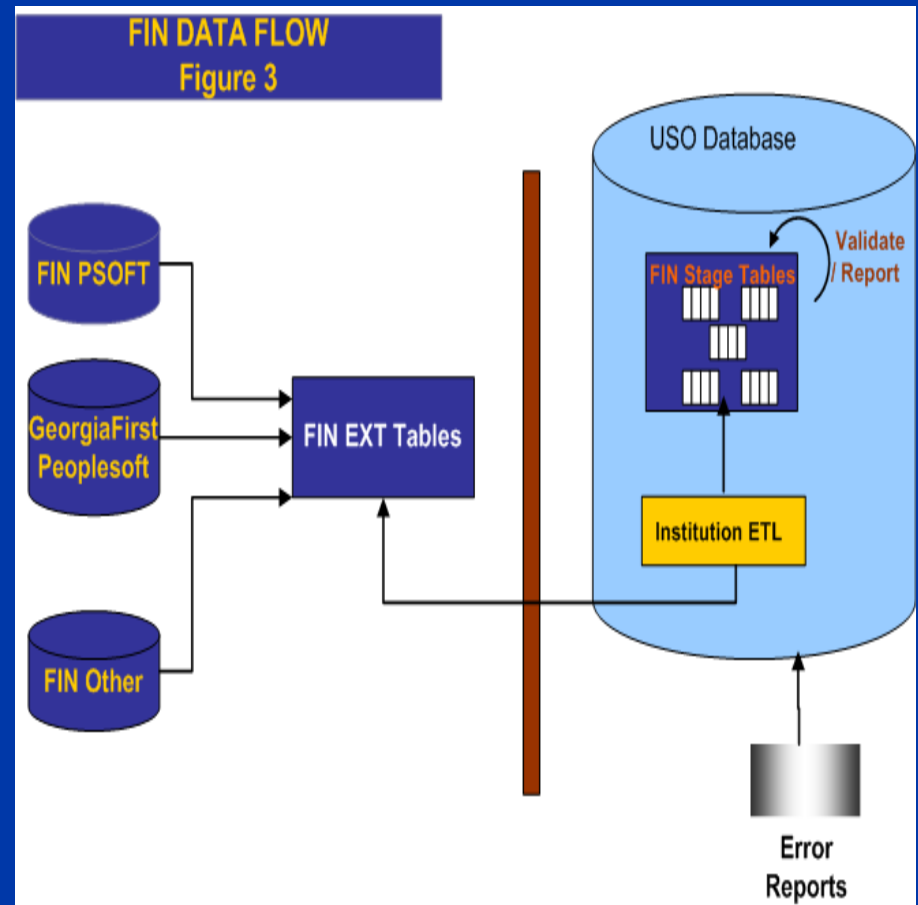 FIN DATA FLOW
Figure 3
USO Database
Validate
/ Report
FIN Stage Tables
FIN PSOFT
GeorgiaFirst
Peoplesoft
FIN EXT Tables
Institution ETL
FIN Other
Error
Reports